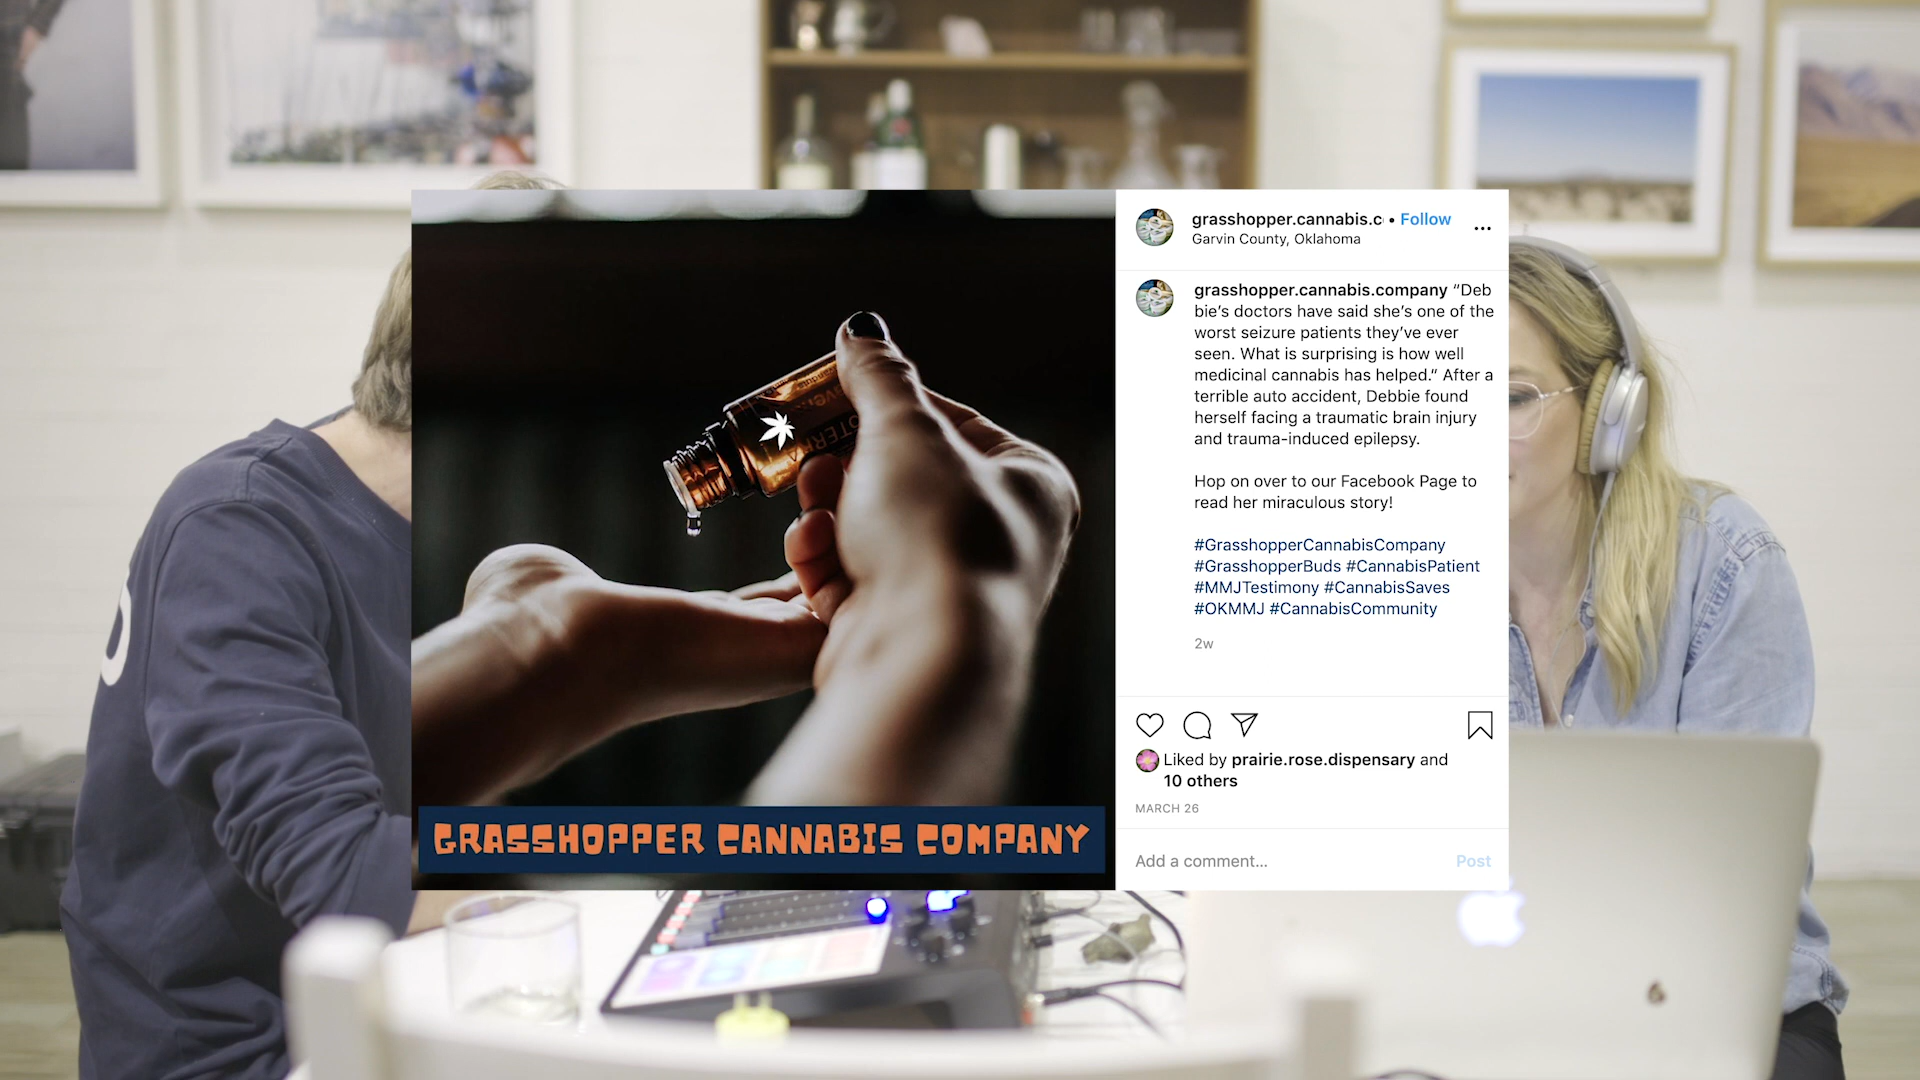 grasshopper.cannabis.c • Follow
Garvin County, Oklahoma
...
grasshopper.cannabis.company “Deb
bie’s doctors have said she’s one of the
worst seizure patients they’ve ever
seen. What is surprising is how well
medicinal cannabis has helped.” After a
terrible auto accident, Debbie found
herself facing a traumatic brain injury
and trauma-induced epilepsy.
Hop on over to our Facebook Page to
read her miraculous story!
#GrasshopperCannabisCompany
#GrasshopperBuds #CannabisPatient
#MMJTestimony #CannabisSaves
#OKMMJ #CannabisCommunity
2w
Liked by prairie.rose.dispensary and
10 others
MARCH 26
Add a comment... Post
GRASSHOPPER CANNABIS COMPANY